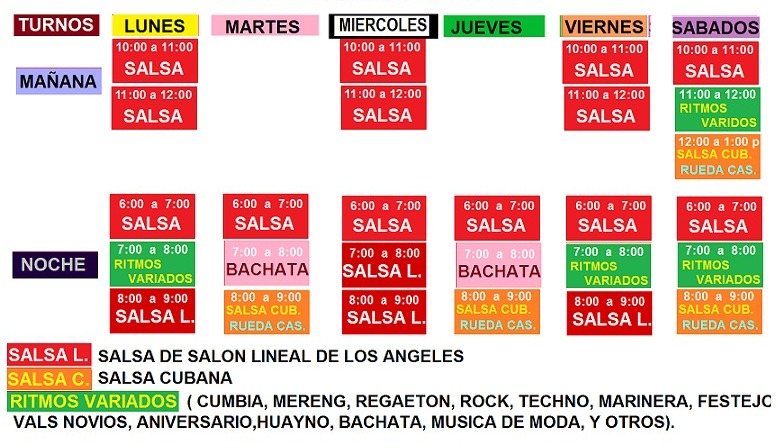 TURNOS LUNES MARTES MIERCOLES JUEVES VIERNES SABADOS
MAÑANA
10:00 a 11:00 10:00 a 11:00 10:00 a 11:00 10:00 a 11:00
SALSA SALSA SALSA SALSA
11:00 a 12:00 11:00 a 12:00 11:00 a 12:00 11:00 a 12:00
SALSA SALSA SALSA RITMOS
VARIDOS
12:00 a 1:00 p
SALSA CUB.
RUEDA CAS.
NOCHE
6:00 a 7:00 6:00 a 7:00 6:00 a 7:00 6:00 a 7:00 6:00 a 7:00 6:00 a 7:00
SALSA SALSA SALSA SALSA SALSA SALSA
7:00 a 8:00 7:00 a 8:00 7:00 a 8:00 7:00 a 8:00 7:00 a 8:00 7:00 a 8:00
RITMOS BACHATA SALSA L. BACHATA RITMOS RITMOS
VARIADOS VARIADOS VARIADOS
8:00 a 9:00 8:00 a 9:00 8:00 a 9:00 8:00 a 9:00 8:00 a 9:00 8:00 a 9:00
SALSA L. SALSA CUB. SALSA L. SALSA CUB. SALSA L. SALSA CUB.
RUEDA CAS. RUEDA CAS. RUEDA CAS.
SALSA L. SALSA DE SALON LINEAL DE LOS ANGELES
SALSA C. SALSA CUBANA
RITMOS VARIADOS ( CUMBIA, MERENG, REGAETON, ROCK, TECHNO, MARINERA, FESTEJO
VALS NOVIOS, ANIVERSARIO,HUAYNO, BACHATA, MUSICA DE MODA, Y OTROS).